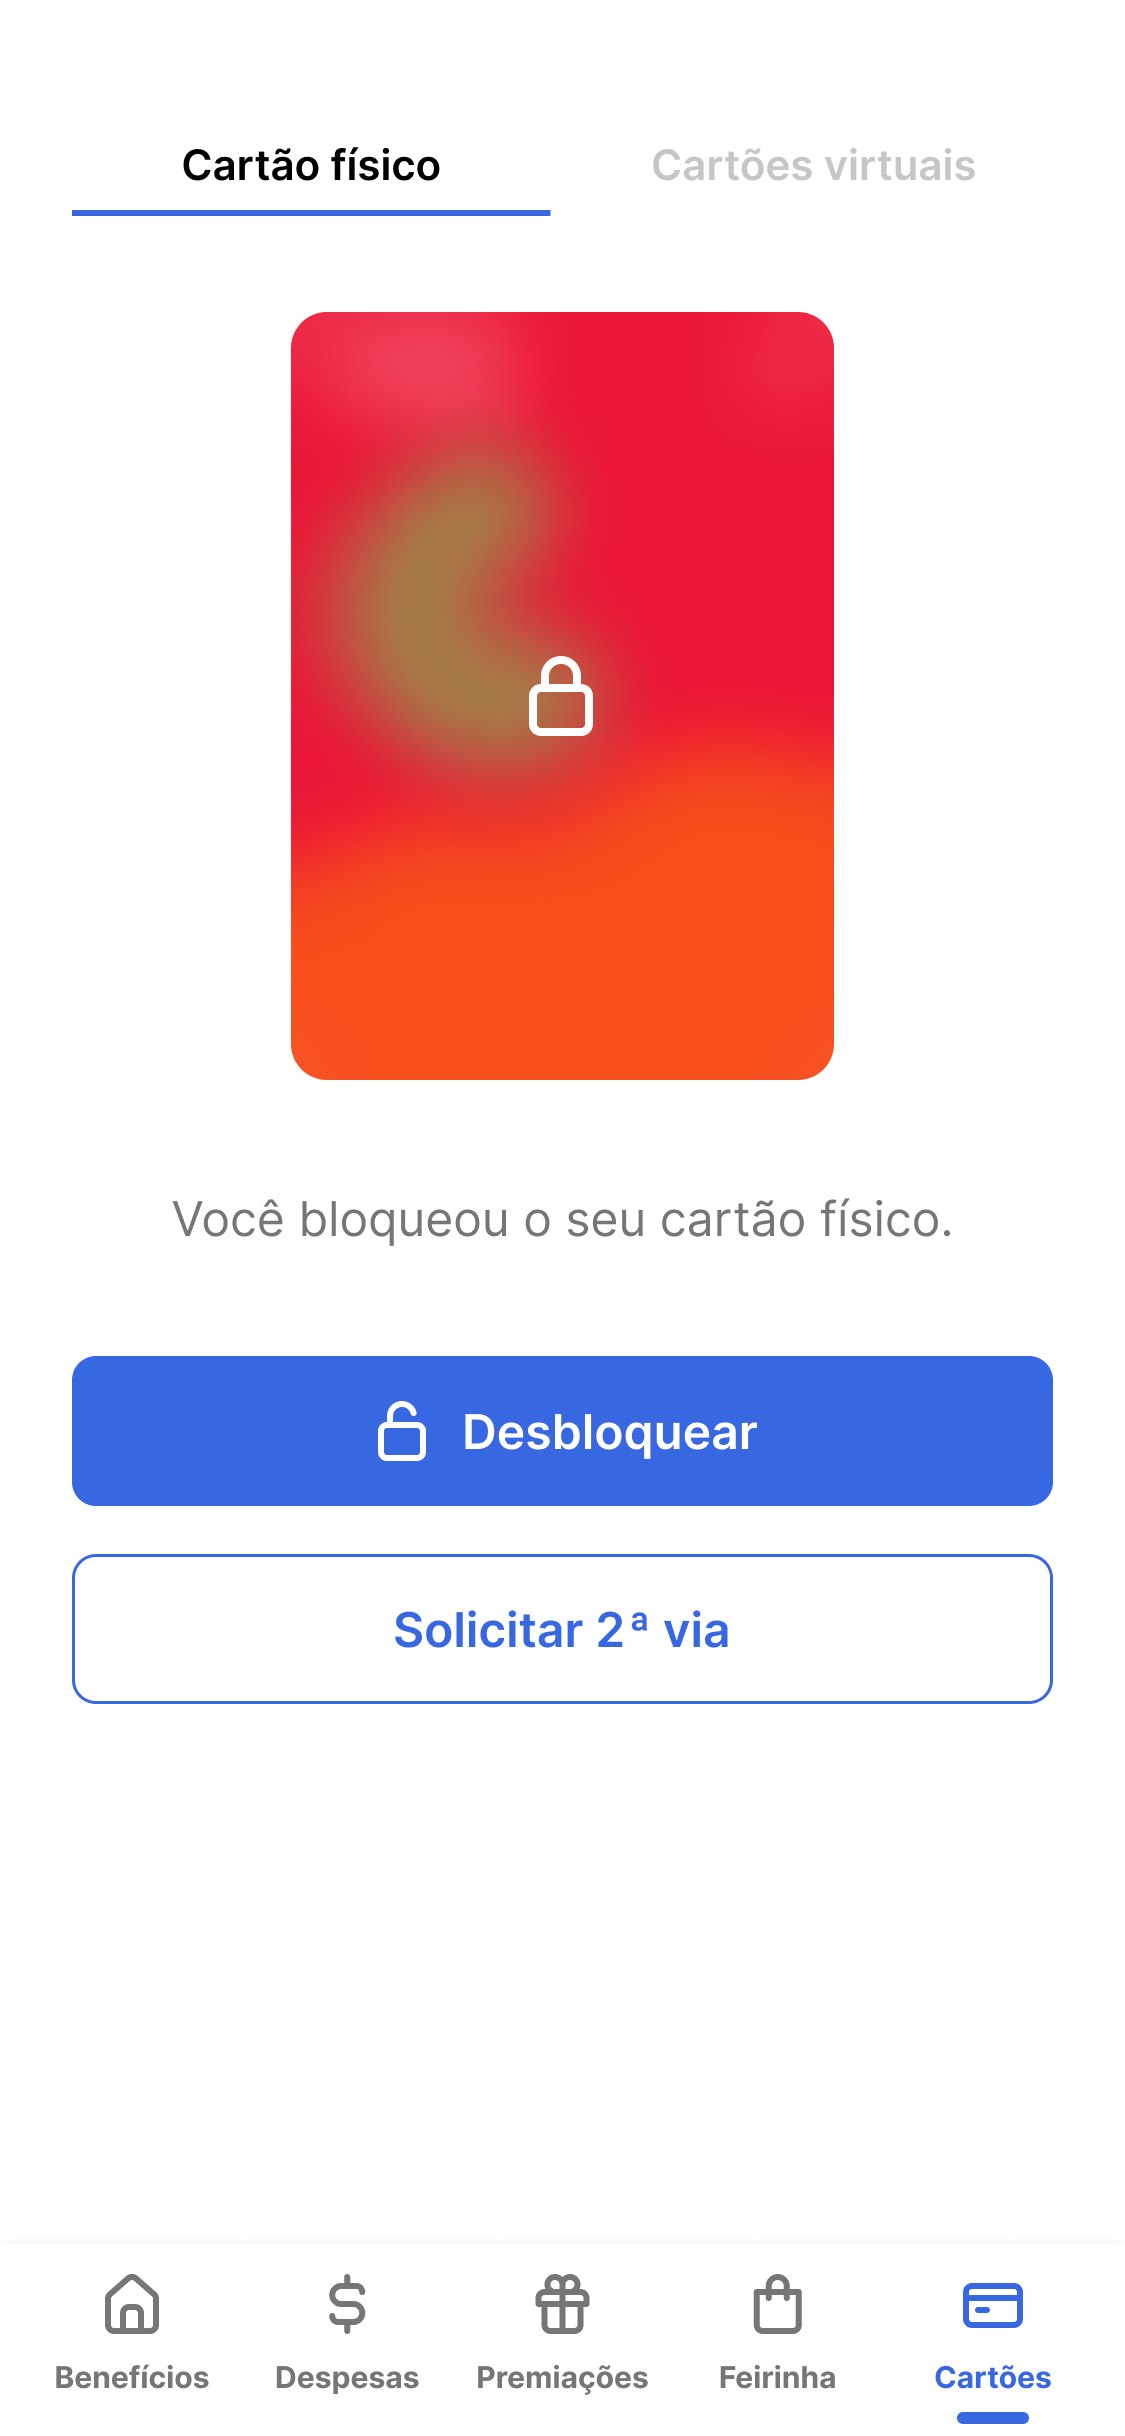 Cartão físico
Cartões virtuais
Você bloqueou o seu cartão físico.
Desbloquear
Solicitar 2ª via
Benefícios
Despesas
Premiações
Feirinha
Cartões